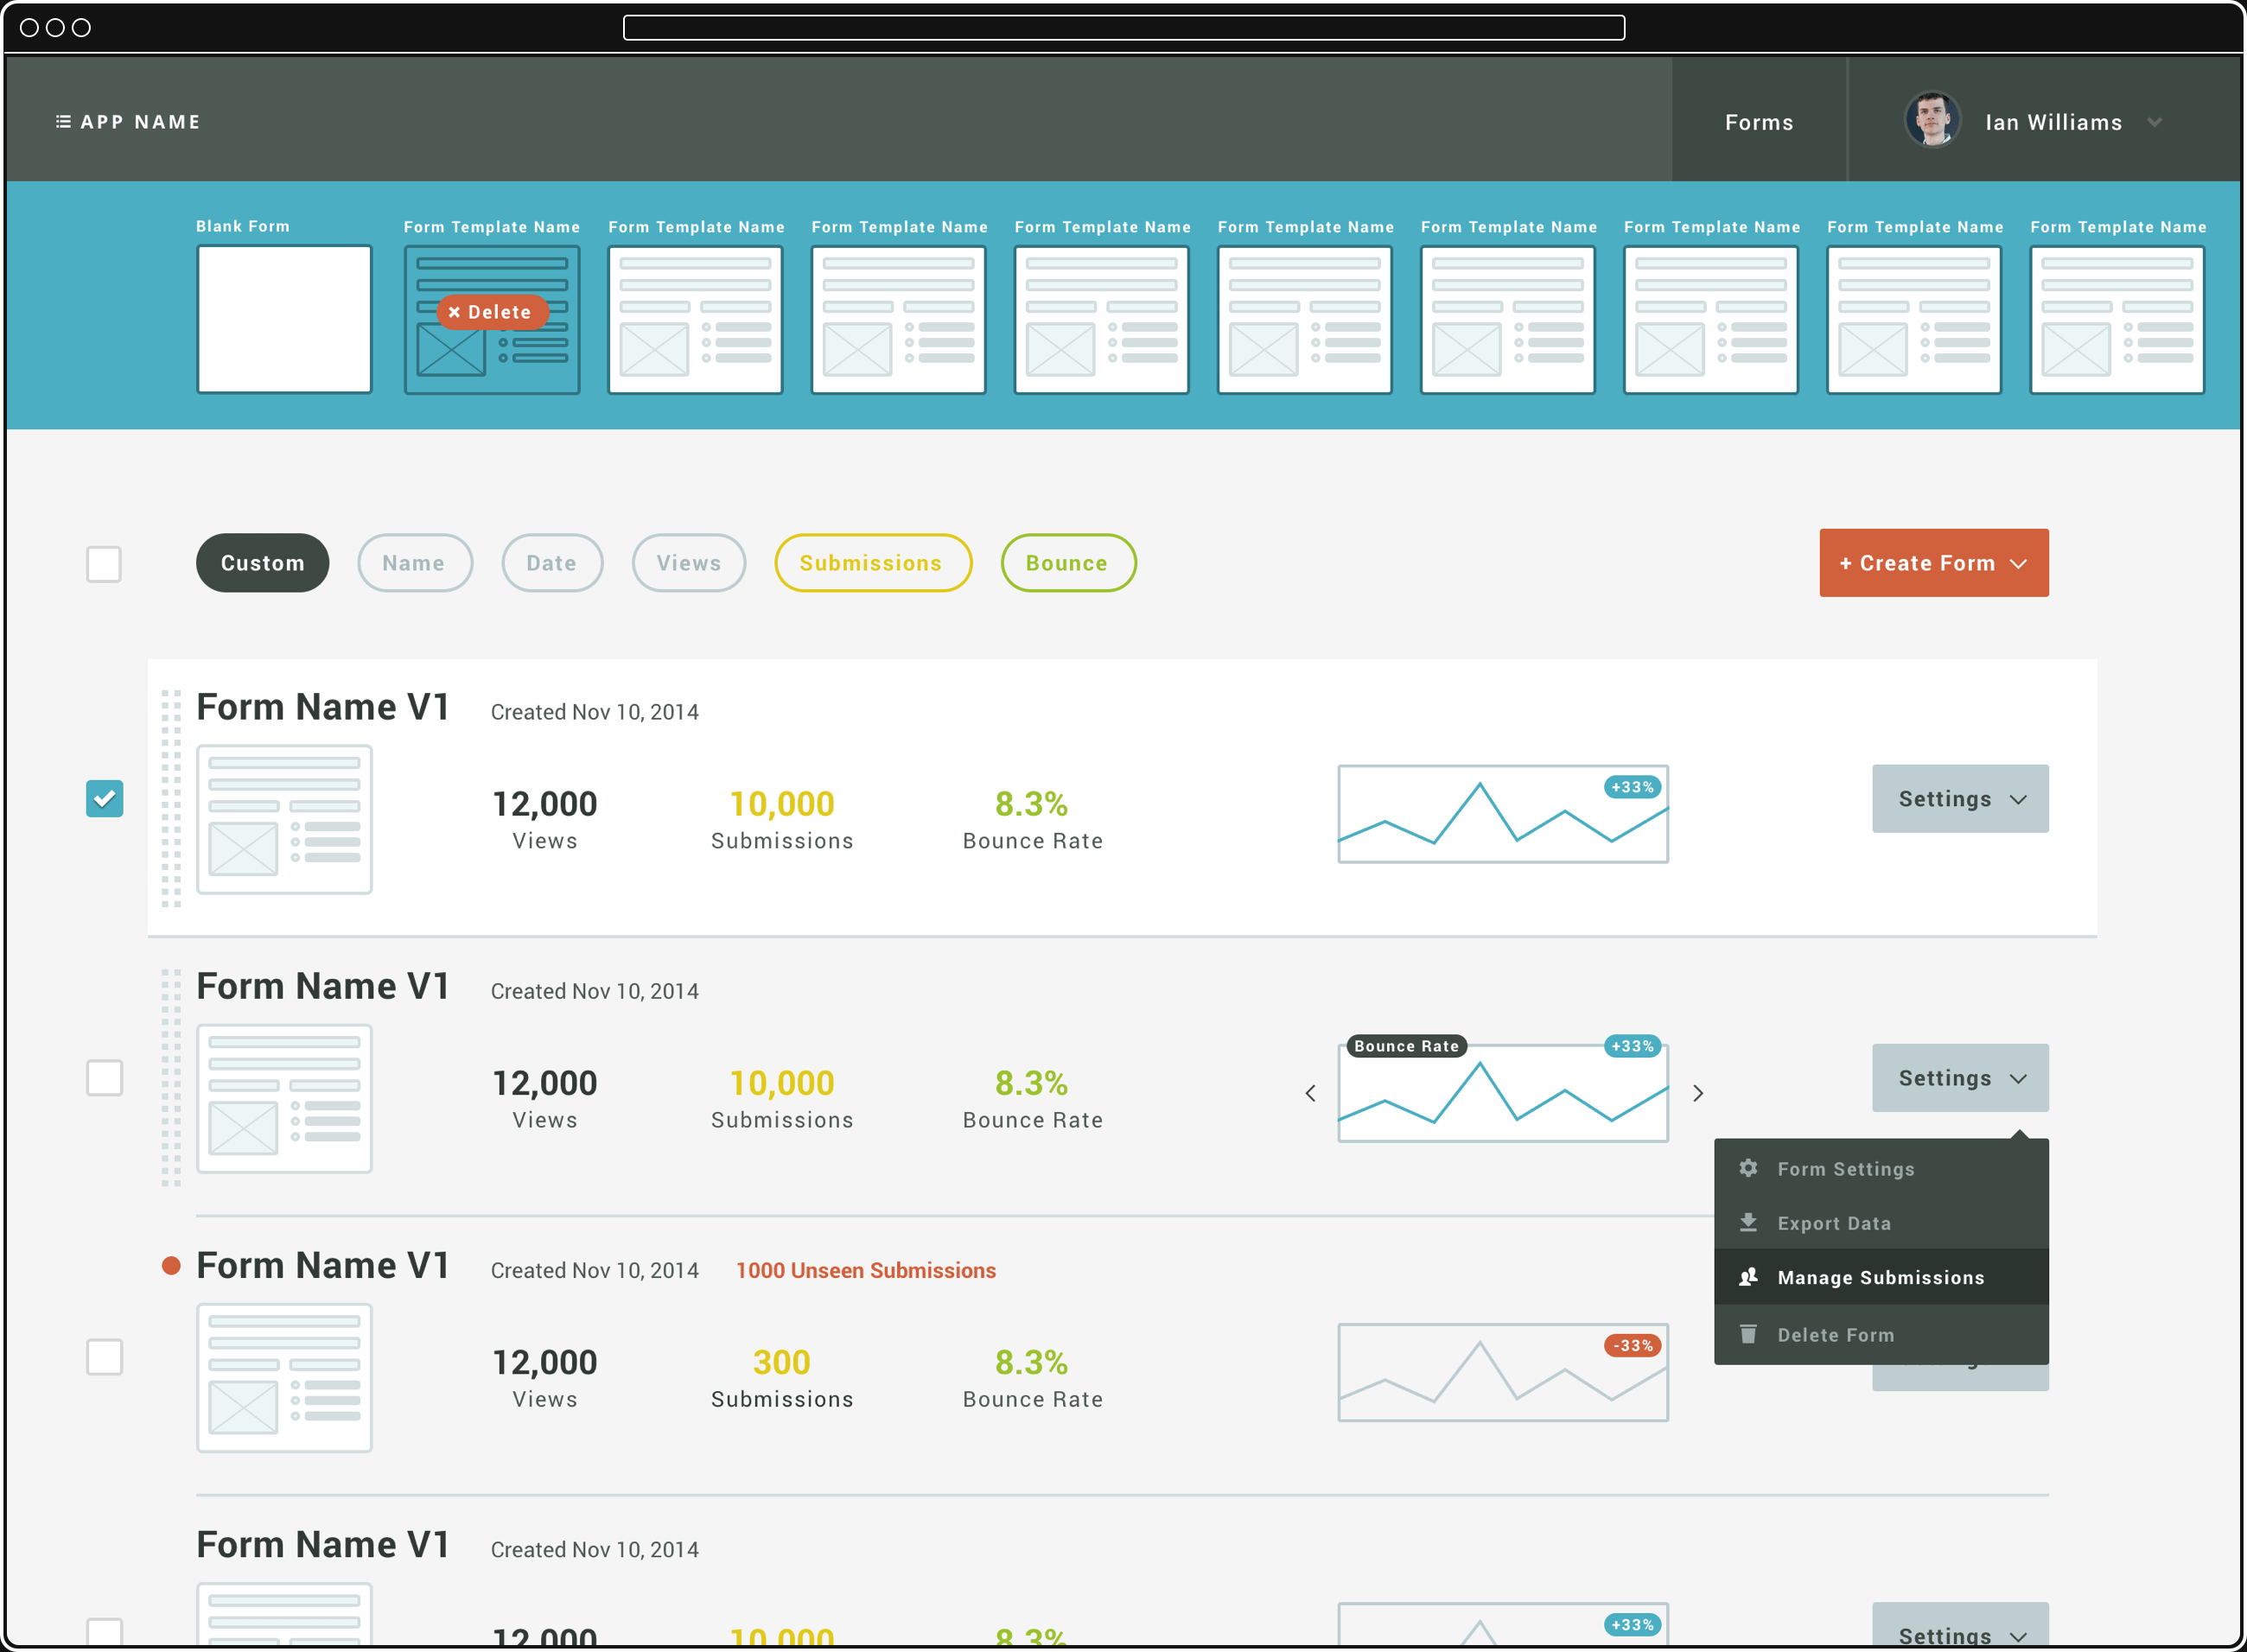 APP NAME
Forms
Ian Williams
Blank Form
Form Template Name
Form Template Name
Form Template Name
Form Template Name
Form Template Name
Form Template Name
Form Template Name
Form Template Name
Form Template Name
Delete
Custom
Name
Date
Views
Submissions
Bounce
+ Create Form
Form Name V1
Created Nov 10, 2014
12,000
Views
10,000
Submissions
8.3%
Bounce Rate
+33%
Settings
Form Name V1
Created Nov 10, 2014
12,000
Views
10,000
Submissions
8.3%
Bounce Rate
Bounce Rate
+33%
Settings
Form Settings
Export Data
Manage Submissions
Delete Form
Form Name V1
Created Nov 10, 2014
1000 Unseen Submissions
12,000
Views
300
Submissions
8.3%
Bounce Rate
-33%
Form Name V1
Created Nov 10, 2014
12,000
10,000
8.3%
+33%
Settings